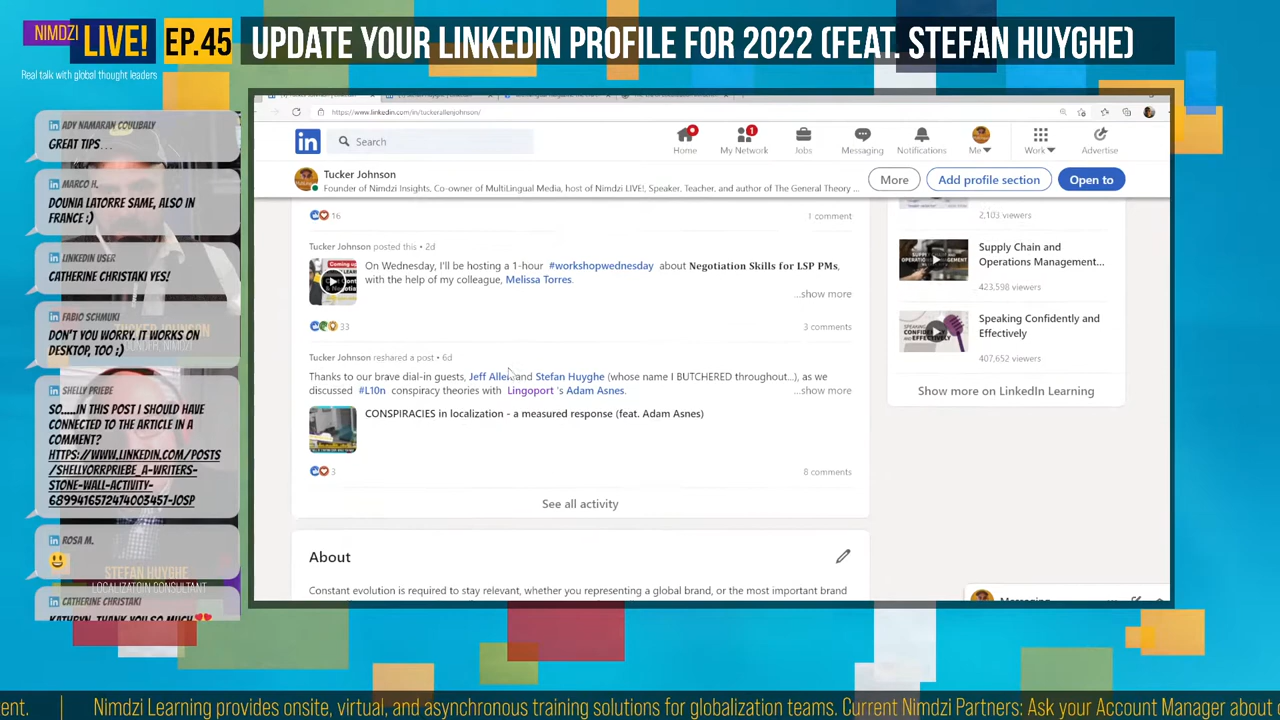 NIMDZI LIVE!
EP.45
UPDATE YOUR LINKEDIN PROFILE FOR 2022 (FEAT. STEFAN HUYGHE)
Real talk with global thought leaders
ADY NAMARAN COULIBALY
GREAT TIPS...
MARCO H.
DOUNIA LATORRE SAME, ALSO IN
FRANCE :)
LINKEDIN USER
CATHERINE CHRISTAKI YES!
FABIO SCHMUKI
DON'T YOU WORRY, IT WORKS ON
DESKTOP, TOO ;)
SHELLY PRIEBE
SO.....IN THIS POST I SHOULD HAVE
CONNECTED TO THE ARTICLE IN A
COMMENT?
HTTPS://WWW.LINKEDIN.COM/POSTS
/SHELLYORRPRIEBE_A-WRITERS-
STONE-WALL-ACTIVITY-
6899416572474003457-JOSP
ROSA M.
STEFAN HUYGHE
CATHERINE CHRISTAKI
KATHRYN, THANK YOU SO MUCH
https://www.linkedin.com/in/tuckerallenjohnson/
in
Search
Home
1
My Network
Jobs
Messaging
Notifications
Me
Work
Advertise
Tucker Johnson
Founder of Nimdzi Insights, Co-owner of MultiLingual Media, host of Nimdzi LIVE!, Speaker, Teacher, and author of The General Theory ...
More
Add profile section
Open to
16
1 comment
Tucker Johnson posted this • 2d
On Wednesday, I'll be hosting a 1-hour #workshopwednesday about Negotiation Skills for LSP PMs,
with the help of my colleague, Melissa Torres.
...show more
33
3 comments
Tucker Johnson reshared a post • 6d
Thanks to our brave dial-in guests, Jeff Allen and Stefan Huyghe (whose name I BUTCHERED throughout...), as we
discussed #L10n conspiracy theories with Lingoport 's Adam Asnes.
...show more
CONSPIRACIES in localization - a measured response (feat. Adam Asnes)
3
8 comments
See all activity
About
Constant evolution is required to stay relevant, whether you representing a global brand, or the most important brand
2,103 viewers
Supply Chain and
Operations Management...
423,598 viewers
Speaking Confidently and
Effectively
407,652 viewers
Show more on LinkedIn Learning
Messaging
ent. | Nimdzi Learning provides onsite, virtual, and asynchronous training solutions for globalization teams. Current Nimdzi Partners: Ask your Account Manager about